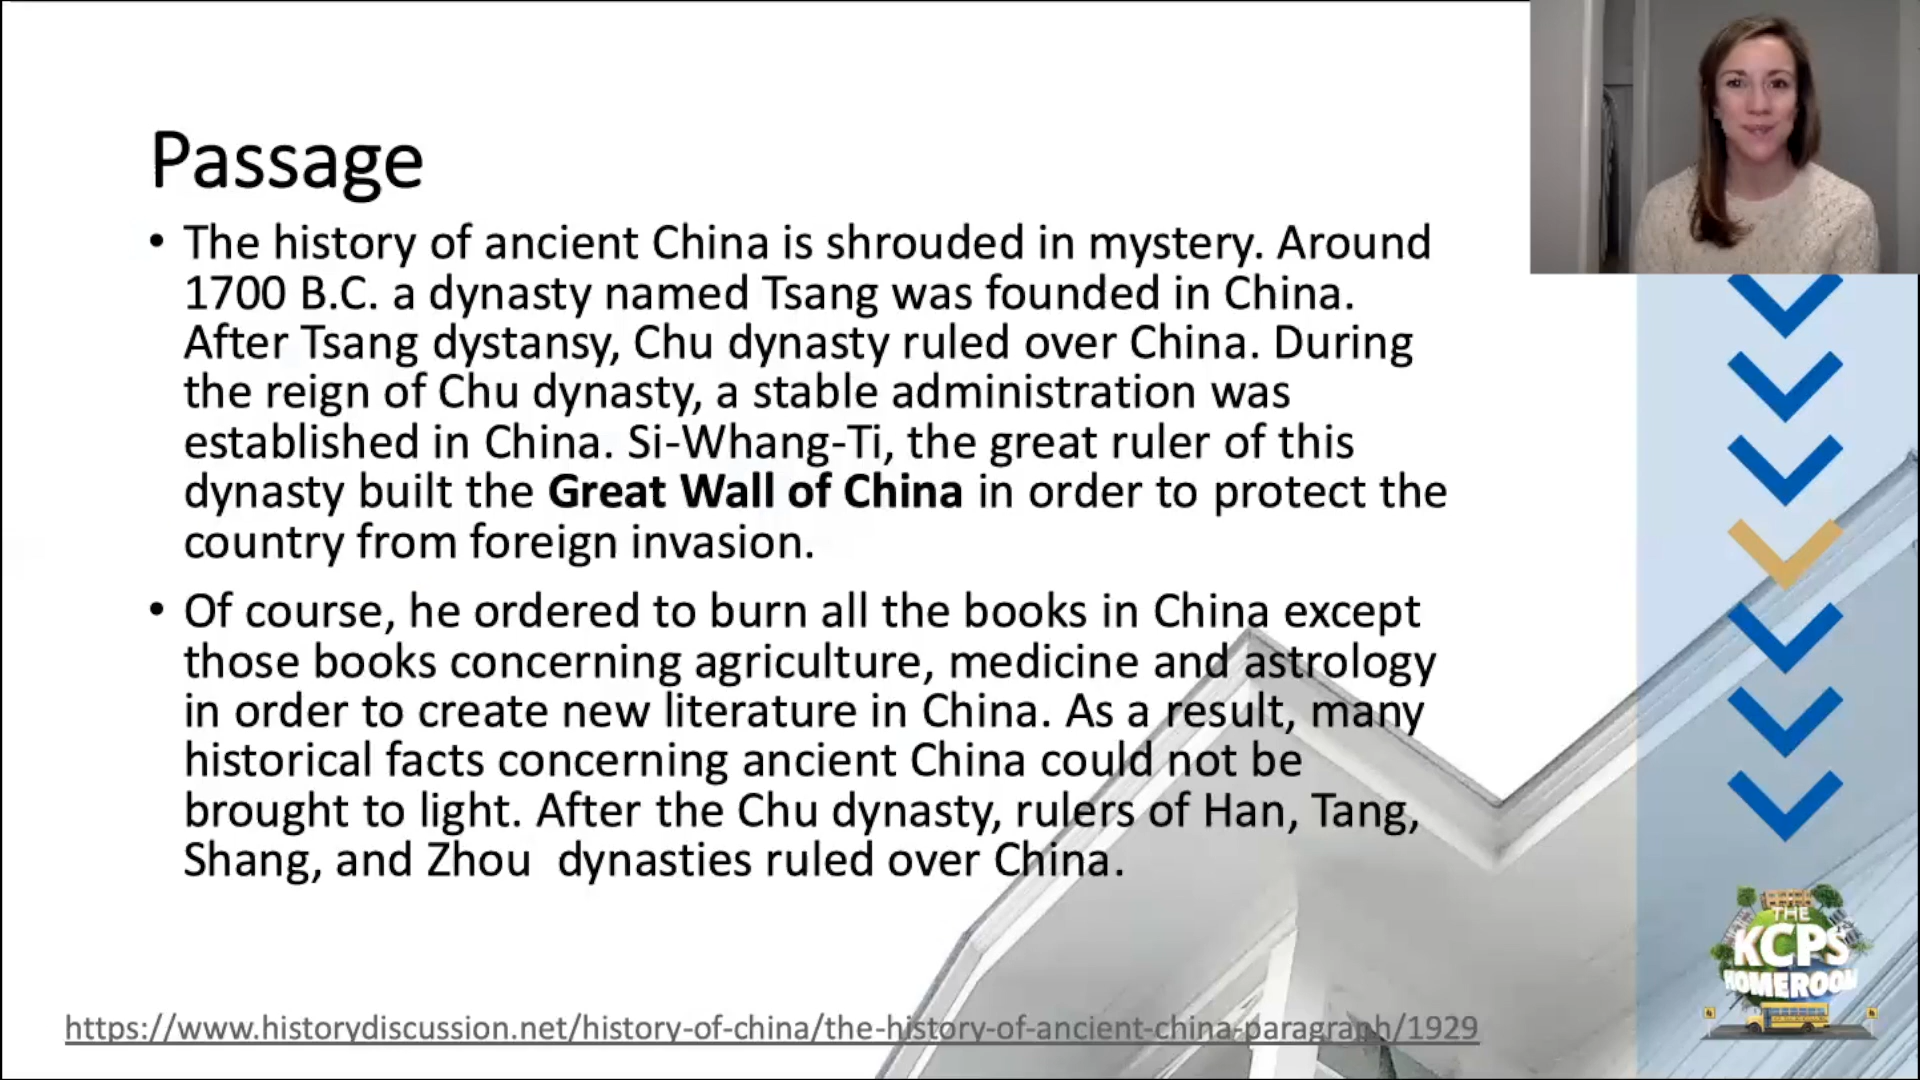 Passage
• The history of ancient China is shrouded in mystery. Around
1700 B.C. a dynasty named Tsang was founded in China.
After Tsang dystansy, Chu dynasty ruled over China. During
the reign of Chu dynasty, a stable administration was
established in China. Si-Whang-Ti, the great ruler of this
dynasty built the Great Wall of China in order to protect the
country from foreign invasion.
• Of course, he ordered to burn all the books in China except
those books concerning agriculture, medicine and astrology
in order to create new literature in China. As a result, many
historical facts concerning ancient China could not be
brought to light. After the Chu dynasty, rulers of Han, Tang,
Shang, and Zhou  dynasties ruled over China.
https://www.historydiscussion.net/history-of-china/the-history-of-ancient-china-paragraph/1929
THE
KCPS
HOMEROOM